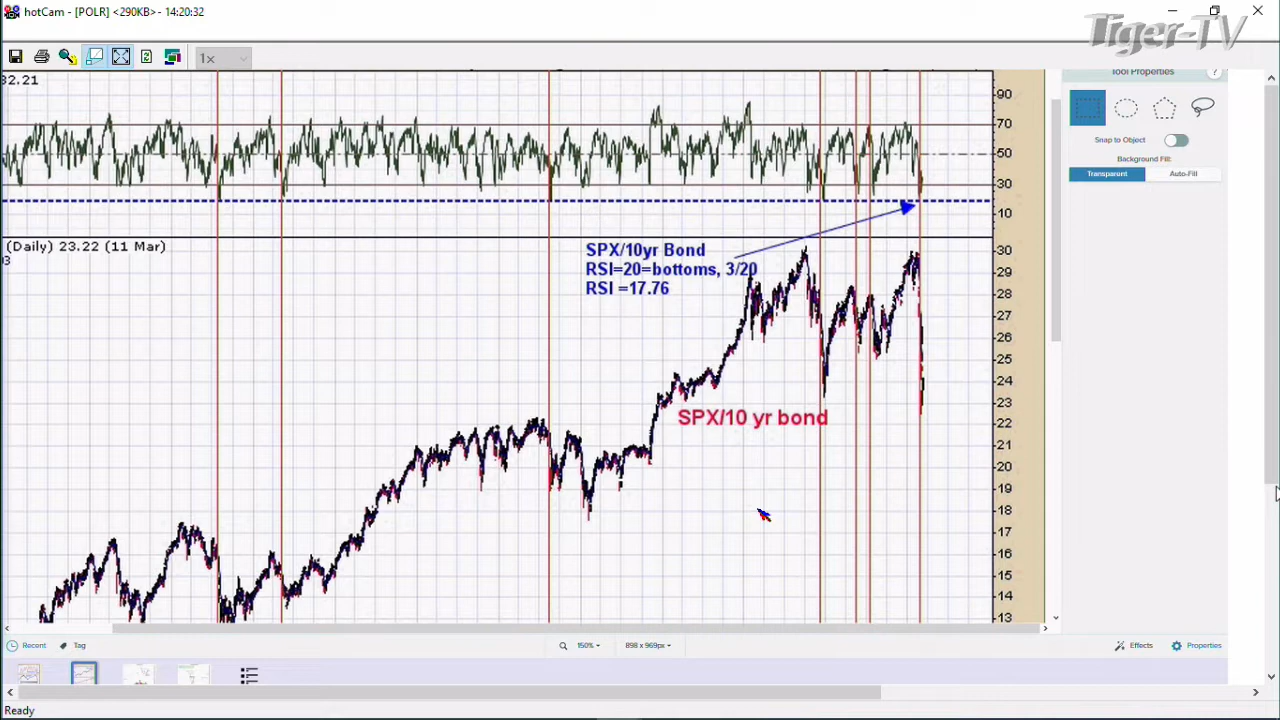 hotCam - [POLR] <290KB> - 14:20:32
Tiger-TV
1x
Tool Properties
?
32.21
90
70
50
30
10
Snap to Object
Background Fill:
Transparent
Auto-Fill
(Daily) 23.22 (11 Mar)
3
SPX/10yr Bond
RSI=20=bottoms, 3/20
RSI =17.76
30
29
28
27
26
25
24
23
22
21
20
19
18
17
16
15
14
13
SPX/10 yr bond
Recent
Tag
150%
898 x 969px
Effects
Properties
Ready